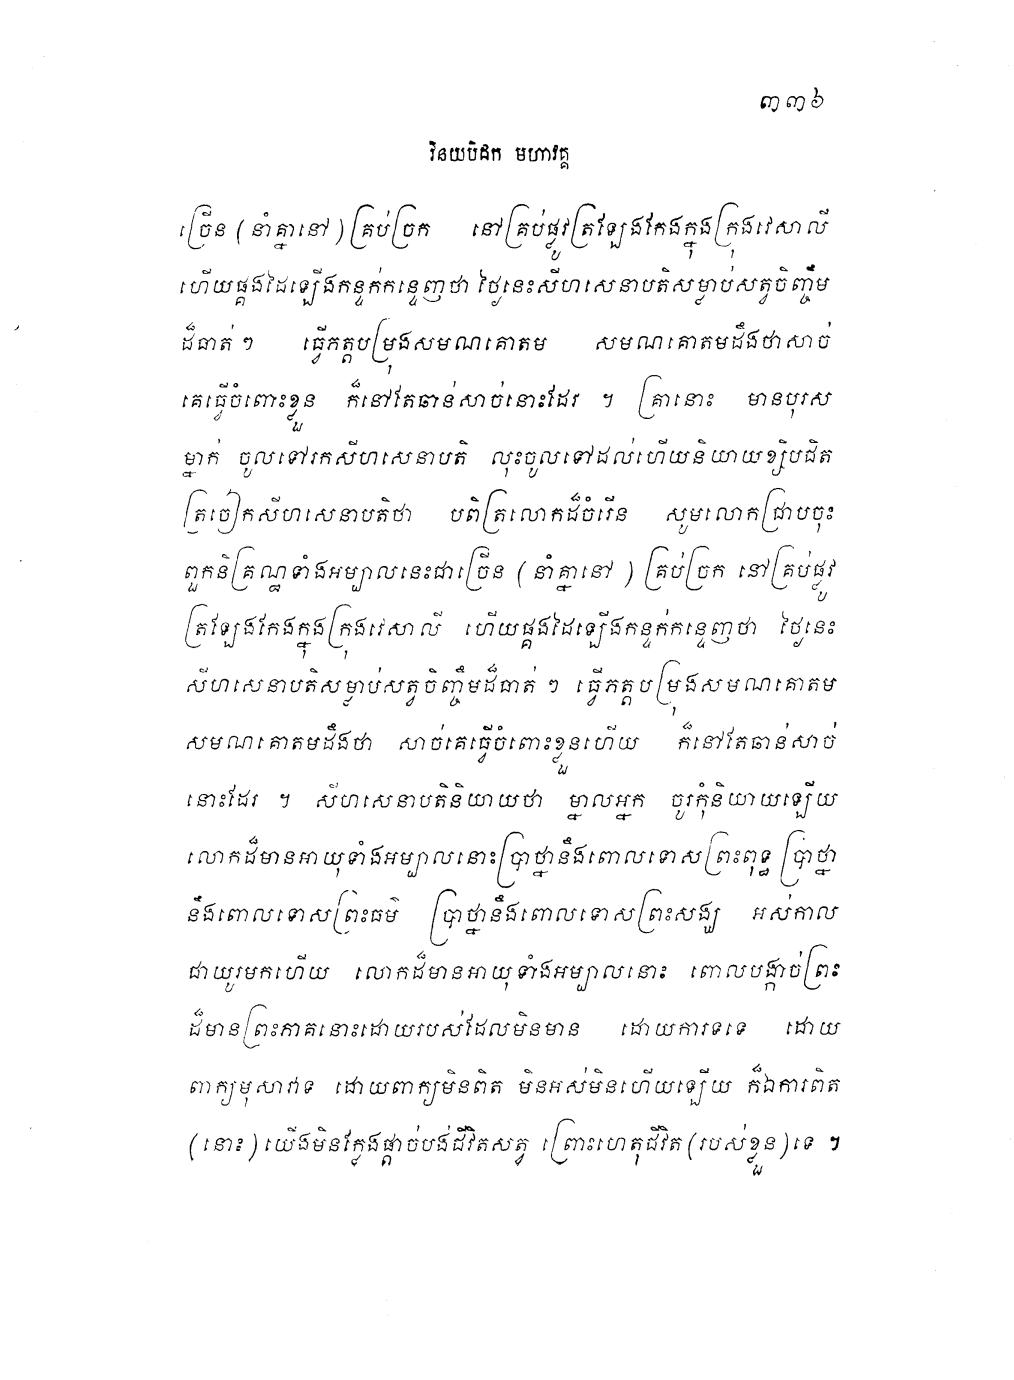 ៣៣៦
វិនយបិដក មហាវគ្គ
ច្រើន (នាំគ្នានៅ) គ្រប់ច្រក នៅគ្រប់ផ្លូវត្រឡែងកែងក្នុងក្រុងវេសាលី
ហើយផ្គងដៃឡើងកន្ទក់កន្ទេញថា ថ្ងៃនេះសីហសេនាបតិសម្លាប់សត្វចិញ្ចឹម
ដ៏ធាត់ៗ ធ្វើភត្តបម្រុងសមណគោតម សមណគោតមដឹងថាសាច់
គេធ្វើចំពោះខ្លួន ក៏នៅតែឆាន់សាច់នោះដែរ ។ គ្រានោះ មានបុរស
ម្នាក់ ចូលទៅរកសីហសេនាបតិ លុះចូលទៅដល់ហើយនិយាយខ្សិបជិត
ត្រចៀកសីហសេនាបតិថា បពិត្រលោកដ៏ចំរើន សូមលោកជ្រាបចុះ
ពួកនិគ្រណ្ឋទាំងអម្បាលនេះជាច្រើន (នាំគ្នានៅ) គ្រប់ច្រក នៅគ្រប់ផ្លូវ
ត្រឡែងកែងក្នុងក្រុងវេសាលី ហើយផ្គងដៃឡើងកន្ទក់កន្ទេញថា ថ្ងៃនេះ
សីហសេនាបតិសម្លាប់សត្វចិញ្ចឹមដ៏ធាត់ៗ ធ្វើភត្តបម្រុងសមណគោតម
សមណគោតមដឹងថា សាច់គេធ្វើចំពោះខ្លួនហើយ ក៏នៅតែឆាន់សាច់
នោះដែរ ។ សីហសេនាបតិនិយាយថា ម្នាលអ្នក ចូរកុំនិយាយឡើយ
លោកដ៏មានអាយុទាំងអម្បាលនោះប្រាថ្នានឹងពោលទោសព្រះពុទ្ធ ប្រាថ្នា
នឹងពោលទោសព្រះធម៌ ប្រាថ្នានឹងពោលទោសព្រះសង្ឃ អស់កាល
ជាយូរមកហើយ លោកដ៏មានអាយុទាំងអម្បាលនោះ ពោលបង្កាច់ព្រះ
ដ៏មានព្រះភាគនោះដោយរបស់ដែលមិនមាន ដោយការទទេ ដោយ
ពាក្យមុសាវាទ ដោយពាក្យមិនពិត មិនអស់មិនហើយឡើយ ក៏ឯការពិត
(នោះ) យើងមិនក្លែងផ្តាច់បង់ជីវិតសត្វ ព្រោះហេតុជីវិត (របស់ខ្លួន) ទេ ។